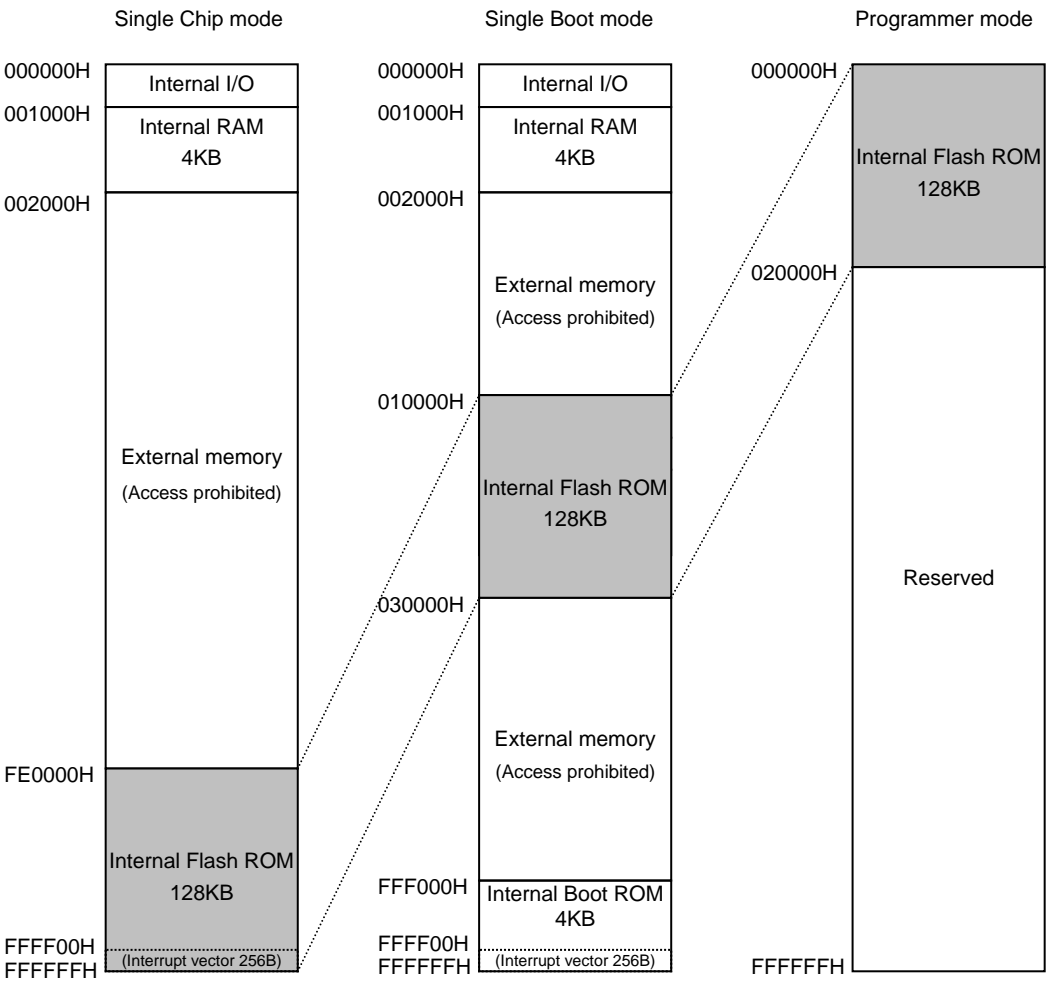 Single Chip mode
000000H
Internal I/O
001000H
Internal RAM
4KB
002000H
External memory
(Access prohibited)
FE0000H
Internal Flash ROM
128KB
FFFF00H
(Interrupt vector 256B)
FFFFFFH
Single Boot mode
000000H
Internal I/O
001000H
Internal RAM
4KB
002000H
External memory
(Access prohibited)
010000H
Internal Flash ROM
128KB
030000H
External memory
(Access prohibited)
FFF000H
Internal Boot ROM
4KB
FFFF00H
(Interrupt vector 256B)
FFFFFFH
Programmer mode
000000H
Internal Flash ROM
128KB
020000H
Reserved
FFFFFFH